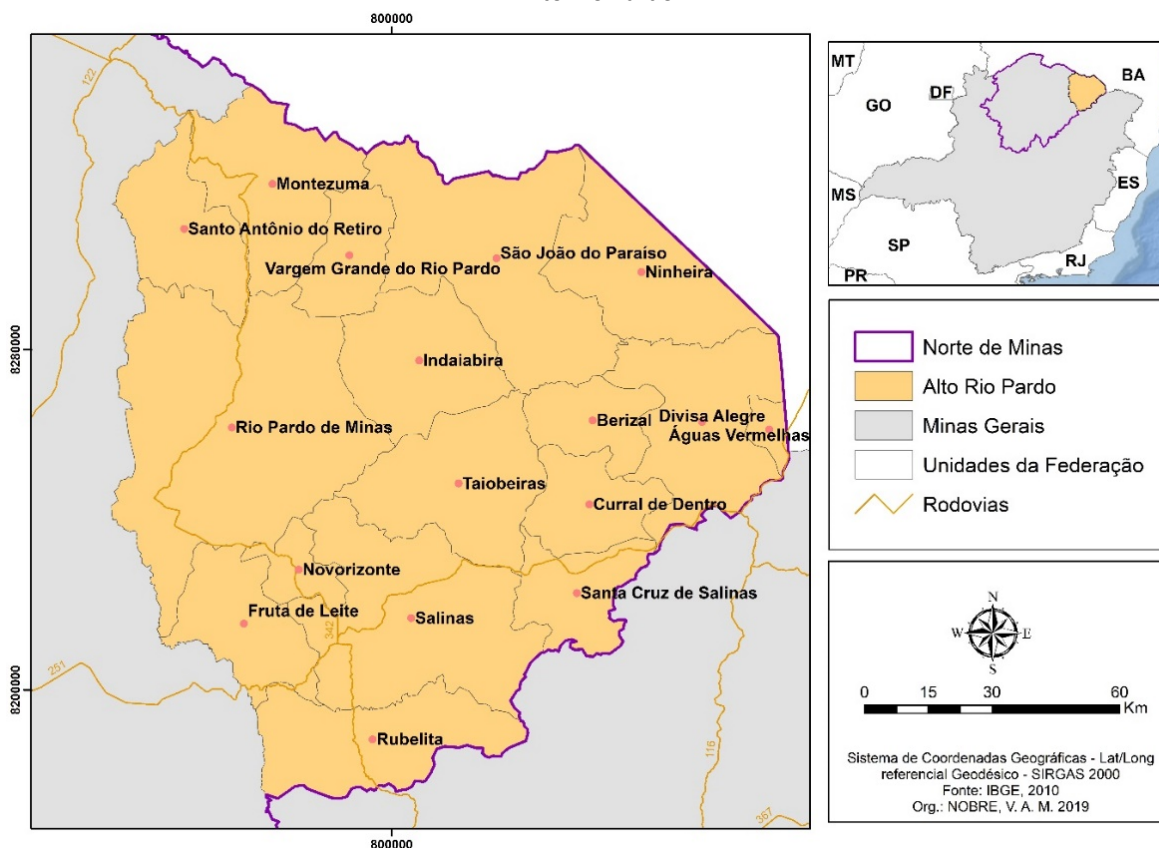 800000
122
Montezuma
Santo Antônio do Retiro
Vargem Grande do Rio Pardo
São João do Paraíso
Ninheira
8280000
Indaiabira
Rio Pardo de Minas
Berizal
Divisa Alegre
Águas Vermelhas
Taiobeiras
Curral de Dentro
Novorizonte
Fruta de Leite
Salinas
Santa Cruz de Salinas
342
251
8200000
Rubelita
116
367
800000
MT
GO
DF
BA
MS
ES
SP
RJ
PR
Norte de Minas
Alto Rio Pardo
Minas Gerais
Unidades da Federação
Rodovias
N
W
E
S
0 15 30 60
Km
Sistema de Coordenadas Geográficas - Lat/Long
referencial Geodésico - SIRGAS 2000
Fonte: IBGE, 2010
Org.: NOBRE, V. A. M. 2019